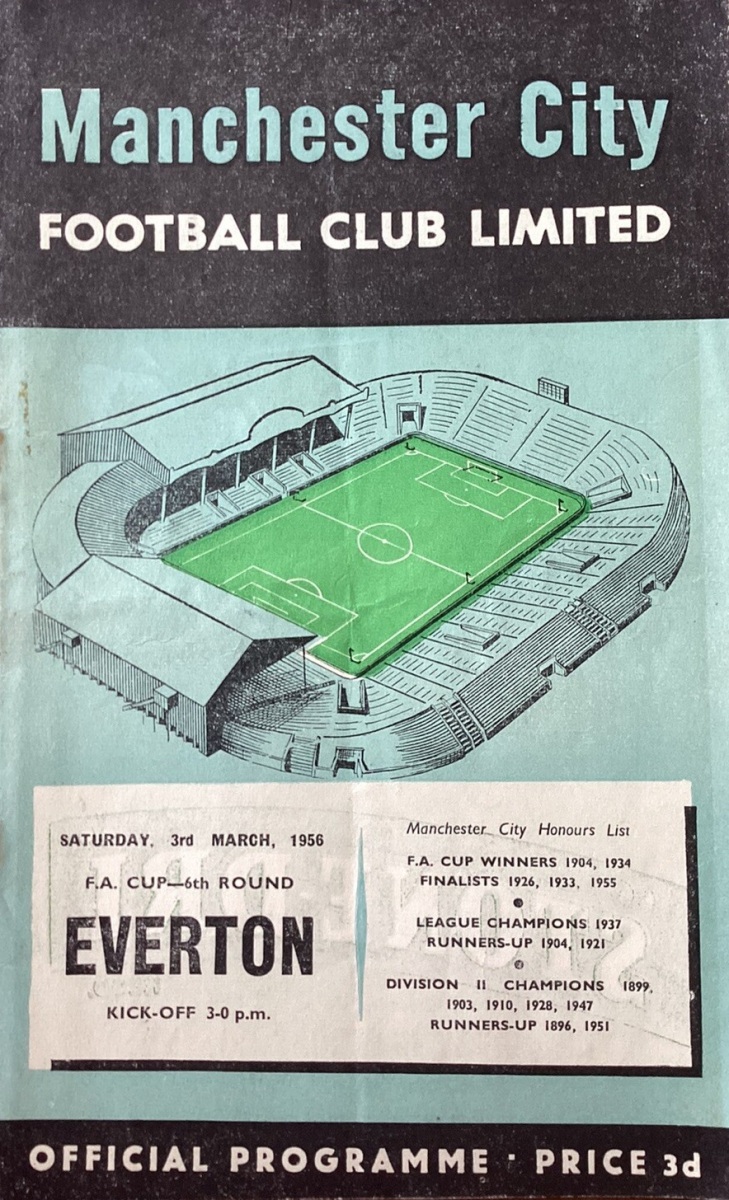 Manchester City
FOOTBALL CLUB LIMITED
SATURDAY, 3rd MARCH, 1956
F.A. CUP—6th ROUND
EVERTON
KICK-OFF 3-0 p.m.
Manchester City Honours List
F.A. CUP WINNERS 1904, 1934
FINALISTS 1926, 1933, 1955
LEAGUE CHAMPIONS 1937
RUNNERS-UP 1904, 1921
DIVISION II CHAMPIONS 1899,
1903, 1910, 1928, 1947
RUNNERS-UP 1896, 1951
OFFICIAL PROGRAMME · PRICE 3d